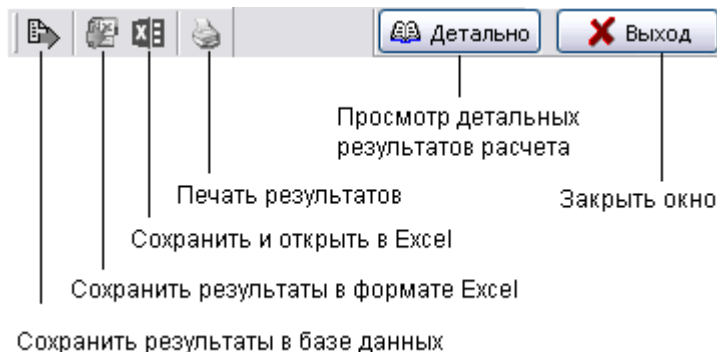 Детально
Выход
Просмотр детальных
результатов расчета
Печать результатов
Закрыть окно
Сохранить и открыть в Excel
Сохранить результаты в формате Excel
Сохранить результаты в базе данных